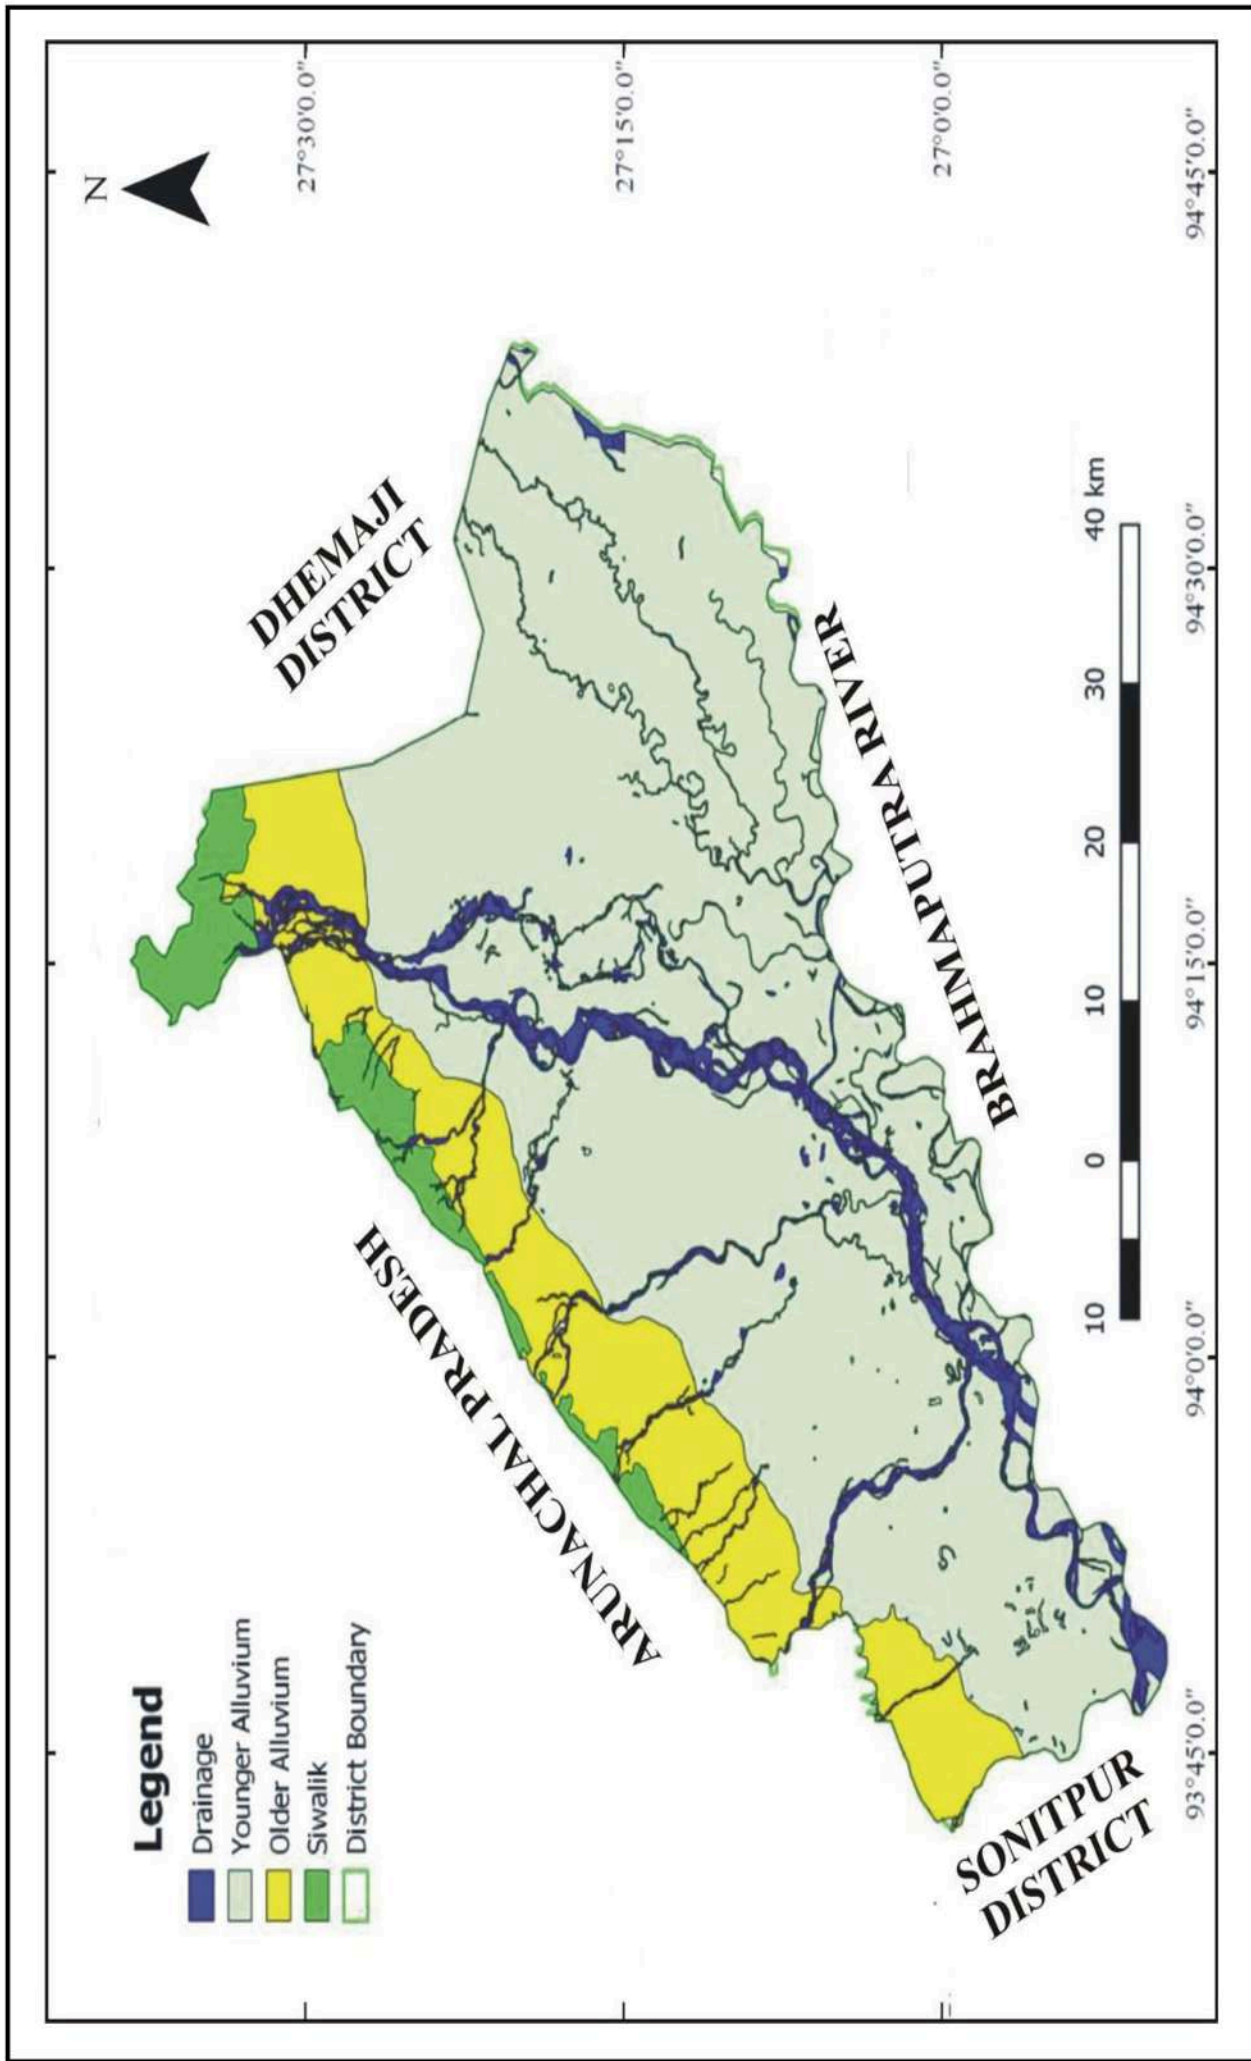 N
27°30'0.0"
27°15'0.0"
27°0'0.0"
94°45'0.0"
94°30'0.0"
94°15'0.0"
94°0'0.0"
93°45'0.0"
DHEMAJI
DISTRICT
ARUNACHAL PRADESH
BRAHMAPUTRA RIVER
SONITPUR
DISTRICT
10 0 10 20 30 40 km
Legend
Drainage
Younger Alluvium
Older Alluvium
Siwalik
District Boundary